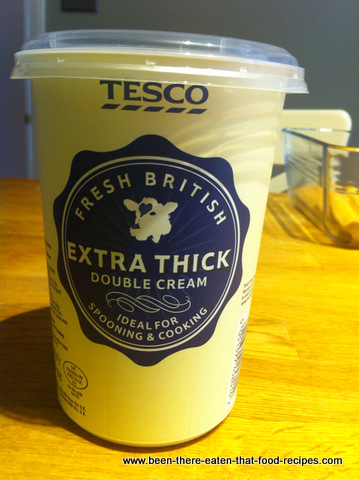 TESCO
FRESH BRITISH
EXTRA THICK
DOUBLE CREAM
IDEAL FOR
SPOONING & COOKING
www.been-there-eaten-that-food-recipes.com